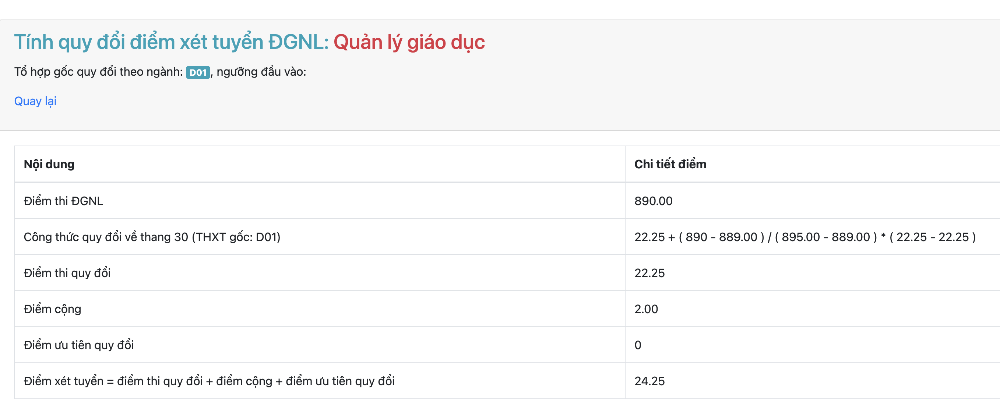 Tính quy đổi điểm xét tuyển ĐGNL: Quản lý giáo dục
Tổ hợp gốc quy đổi theo ngành: D01, ngưỡng đầu vào:
Quay lại
Nội dung Chi tiết điểm
Điểm thi ĐGNL 890.00
Công thức quy đổi về thang 30 (THXT gốc: D01) 22.25 + ( 890 - 889.00 ) / ( 895.00 - 889.00 ) * ( 22.25 - 22.25 )
Điểm thi quy đổi 22.25
Điểm cộng 2.00
Điểm ưu tiên quy đổi 0
Điểm xét tuyển = điểm thi quy đổi + điểm cộng + điểm ưu tiên quy đổi 24.25